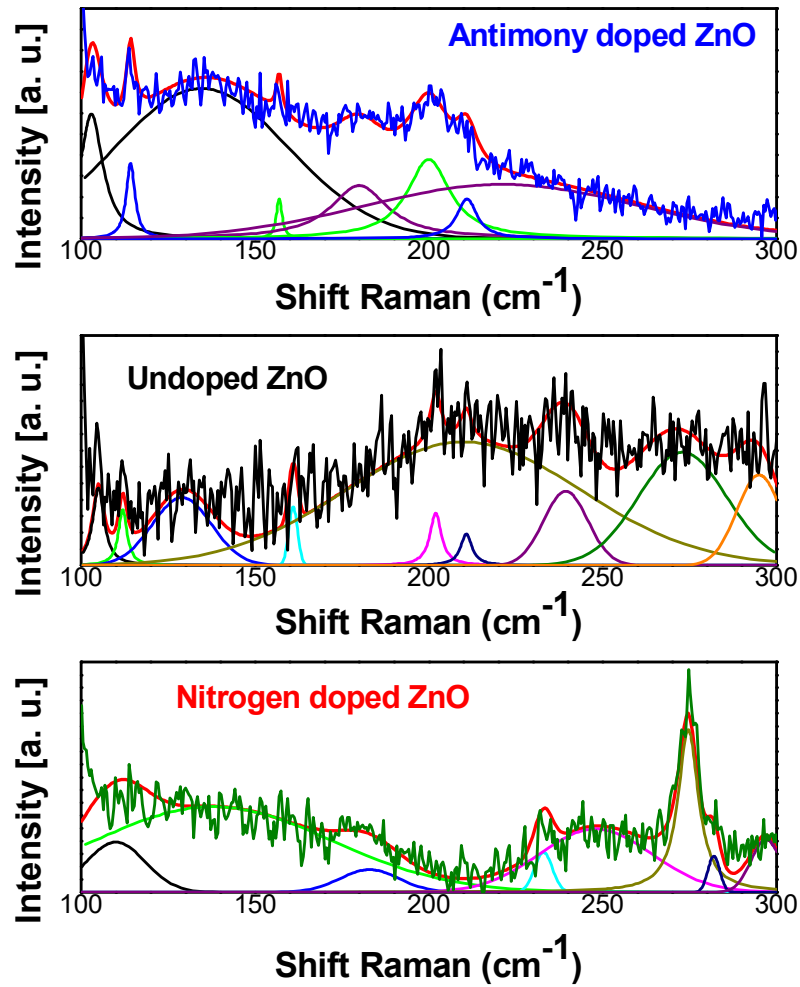 Antimony doped ZnO
Intensity [a. u.]
100 150 200 250 300
Shift Raman (cm-1)
Undoped ZnO
Intensity [a. u.]
100 150 200 250 300
Shift Raman (cm-1)
Nitrogen doped ZnO
Intensity [a. u.]
100 150 200 250 300
Shift Raman (cm-1)